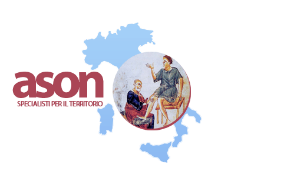 ason
SPECIALISTI PER IL TERRITORIO